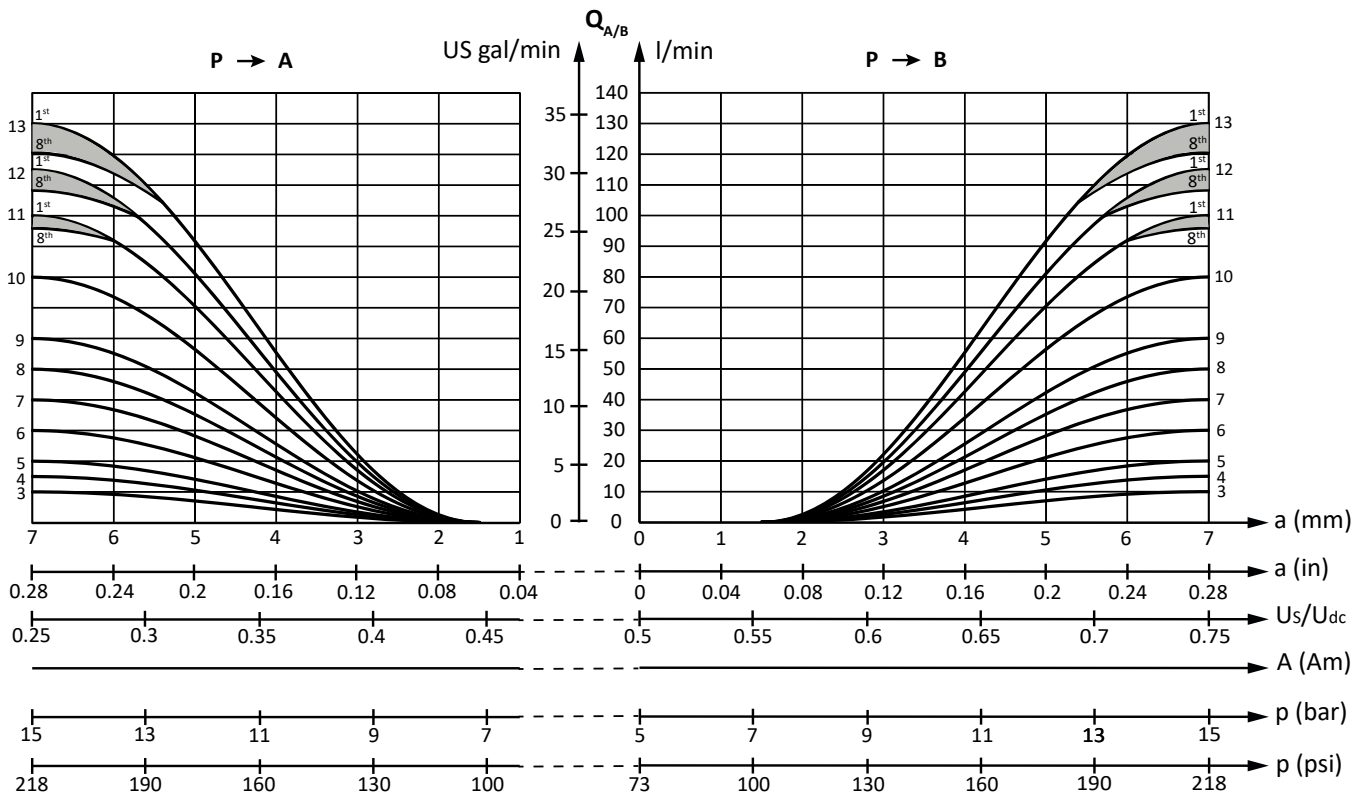 Q A/B
P → A
US gal/min
l/min
P → B
1st
13
8th
1st
12
8th
1st
11
8th
10
9
8
7
6
5
4
3
35
30
25
20
15
10
5
0
140
130
120
110
100
90
80
70
60
50
40
30
20
10
0
1st
13
8th
1st
12
8th
1st
11
8th
10
9
8
7
6
5
4
3
7 6 5 4 3 2 1 0 1 2 3 4 5 6 7 a (mm)
0.28 0.24 0.2 0.16 0.12 0.08 0.04 0 0.04 0.08 0.12 0.16 0.2 0.24 0.28 a (in)
0.25 0.3 0.35 0.4 0.45 0.5 0.55 0.6 0.65 0.7 0.75 Us/Udc
A (Am)
15 13 11 9 7 5 7 9 11 13 15 p (bar)
218 190 160 130 100 73 100 130 160 190 218 p (psi)